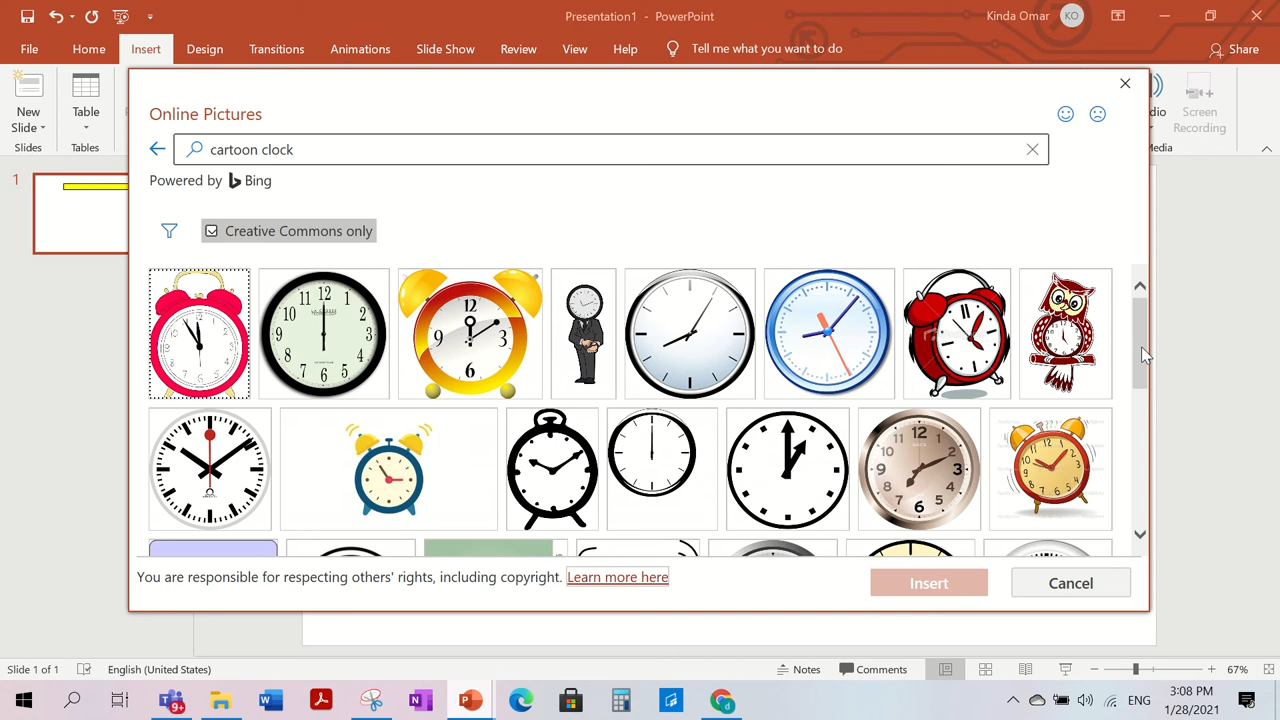 Presentation1 - PowerPoint
Kinda Omar KO
File Home Insert Design Transitions Animations Slide Show Review View Help Tell me what you want to do Share
New Slide
Table
Screen Recording
Slides Tables
Online Pictures
cartoon clock
Powered by Bing
Creative Commons only
You are responsible for respecting others' rights, including copyright. Learn more here
Insert Cancel
1
Slide 1 of 1 English (United States) Notes Comments 67%
9+
ENG
3:08 PM
1/28/2021